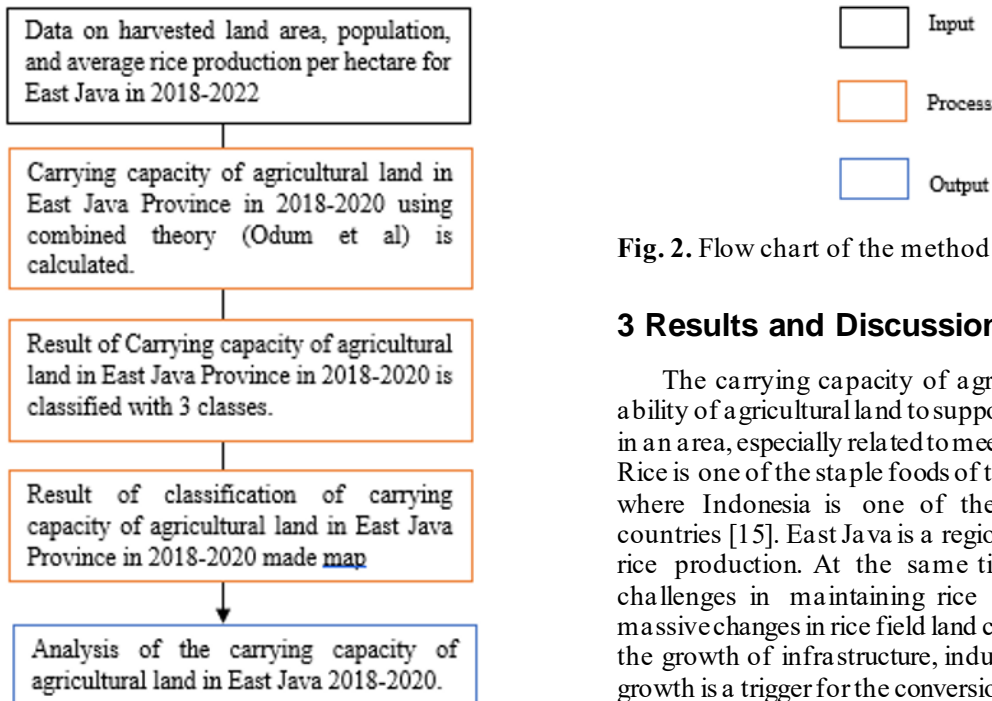 Data on harvested land area, population,
and average rice production per hectare for
East Java in 2018-2022
Carrying capacity of agricultural land in
East Java Province in 2018-2020 using
combined theory (Odum et al) is
calculated.
Result of Carrying capacity of agricultural
land in East Java Province in 2018-2020 is
classified with 3 classes.
Result of classification of carrying
capacity of agricultural land in East Java
Province in 2018-2020 made map
Analysis of the carrying capacity of
agricultural land in East Java 2018-2020.
Input
Process
Output
Fig. 2. Flow chart of the method
3 Results and Discussion
The carrying capacity of agr
ability of agricultural land to suppo
in an area, especially related to mee
Rice is one of the staple foods of t
where Indonesia is one of the
countries [15]. East Java is a regio
rice production. At the same ti
challenges in maintaining rice
massive changes in rice field land c
the growth of infrastructure, indu
growth is a trigger for the conversio